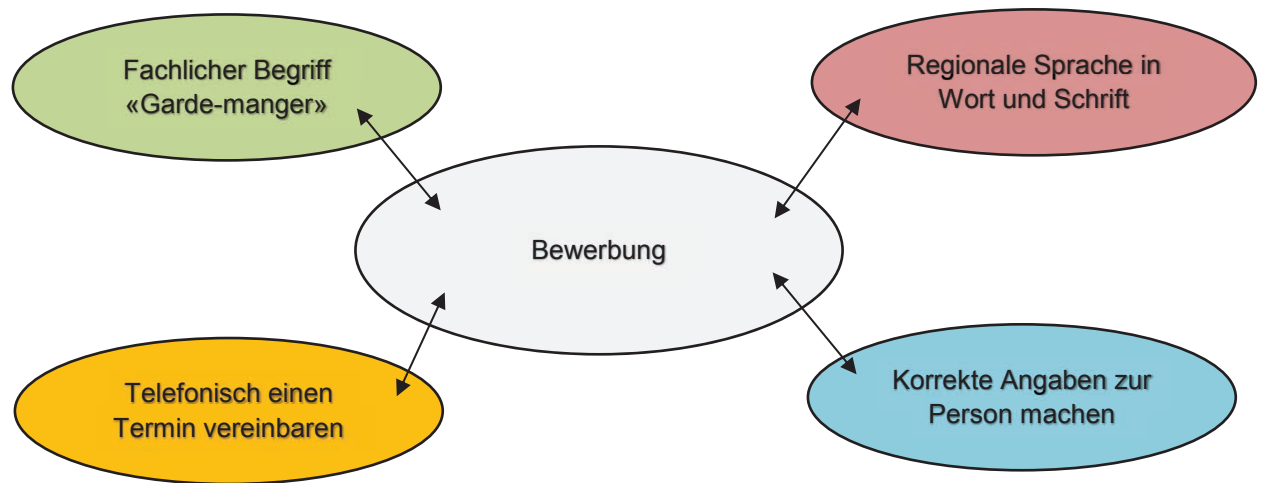 Fachlicher Begriff
«Garde-manger»
Regionale Sprache in
Wort und Schrift
Bewerbung
Telefonisch einen
Termin vereinbaren
Korrekte Angaben zur
Person machen